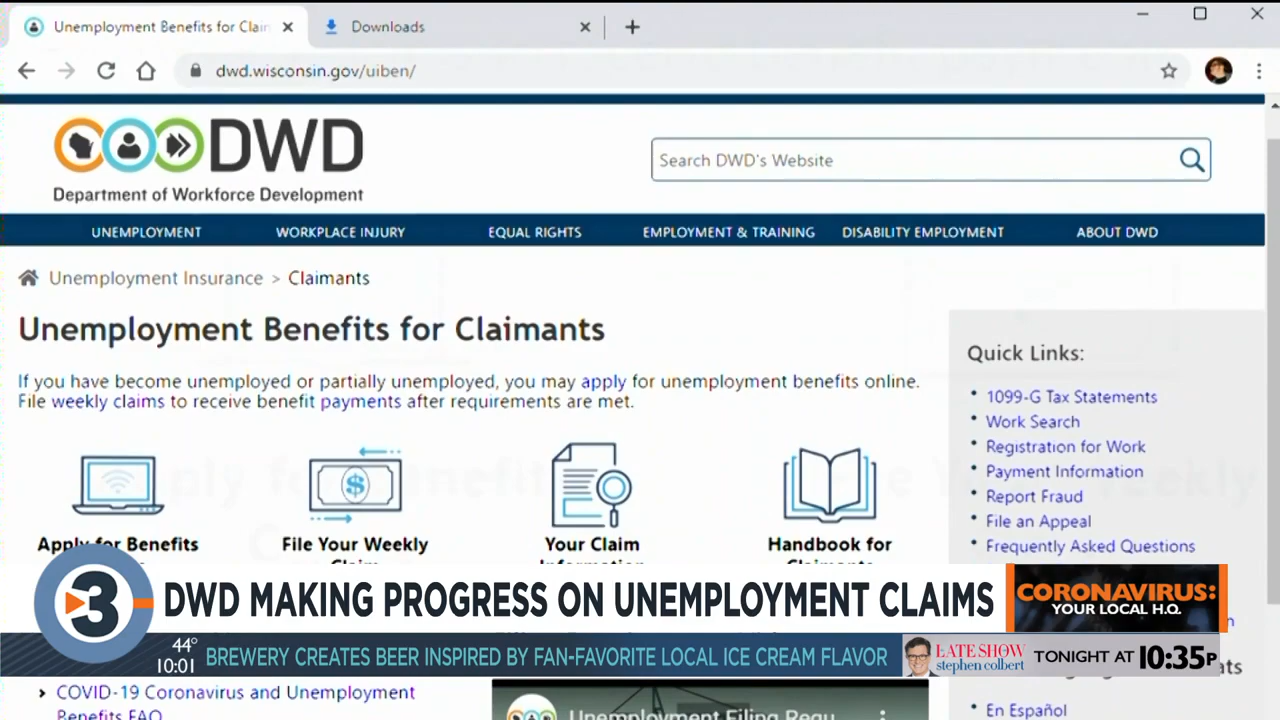 Unemployment Benefits for Clain
Downloads
dwd.wisconsin.gov/uiben/
DWD
Department of Workforce Development
Search DWD's Website
UNEMPLOYMENT
WORKPLACE INJURY
EQUAL RIGHTS
EMPLOYMENT & TRAINING
DISABILITY EMPLOYMENT
ABOUT DWD
Unemployment Insurance > Claimants
Unemployment Benefits for Claimants
If you have become unemployed or partially unemployed, you may apply for unemployment benefits online.
File weekly claims to receive benefit payments after requirements are met.
Quick Links:
1099-G Tax Statements
Work Search
Registration for Work
Payment Information
Report Fraud
File an Appeal
Frequently Asked Questions
Apply for Benefits
File Your Weekly
Claim
Your Claim
Information
Handbook for
Claimants
3
DWD MAKING PROGRESS ON UNEMPLOYMENT CLAIMS
CORONAVIRUS:
YOUR LOCAL H.Q.
44°
10:01
BREWERY CREATES BEER INSPIRED BY FAN-FAVORITE LOCAL ICE CREAM FLAVOR
LATE SHOW
stephen colbert
TONIGHT AT 10:35P
COVID-19 Coronavirus and Unemployment
Benefits FAQ
Unemployment Filing Requ
En Español